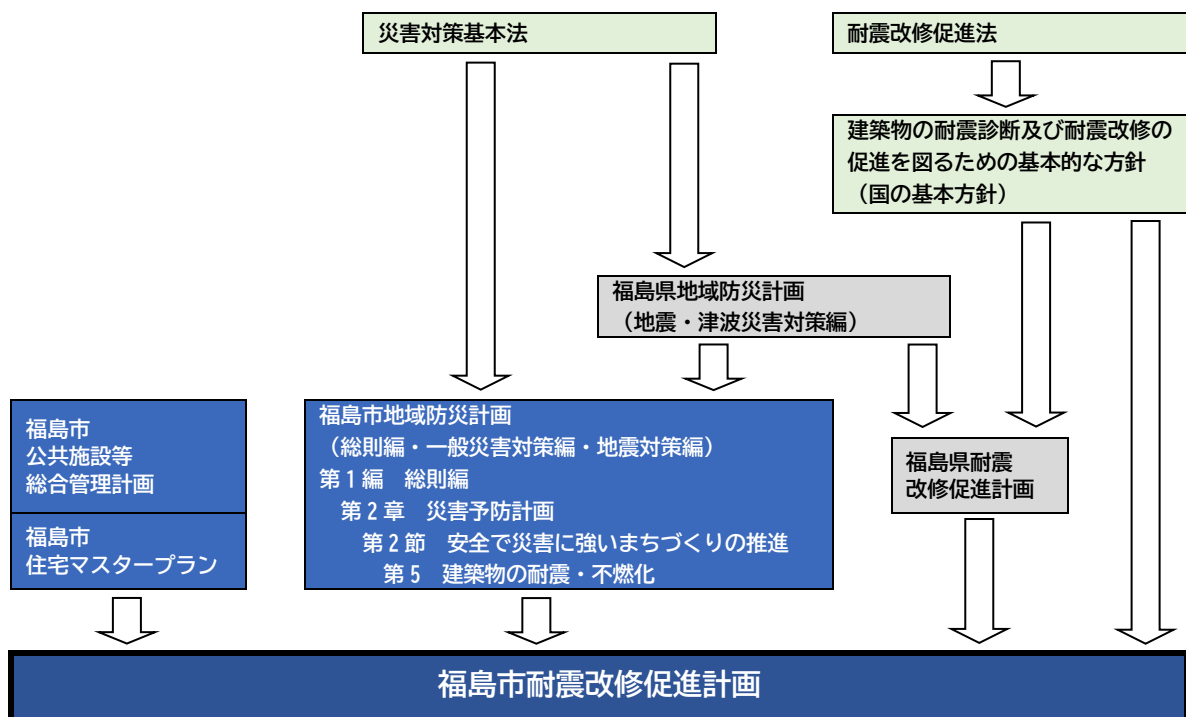 災害対策基本法
耐震改修促進法
建築物の耐震診断及び耐震改修の
促進を図るための基本的な方針
（国の基本方針）
福島県地域防災計画
（地震・津波災害対策編）
福島市
公共施設等
総合管理計画
福島市
住宅マスタープラン
福島市地域防災計画
（総則編・一般災害対策編・地震対策編）
第1編　総則編
第2章　災害予防計画
第2節　安全で災害に強いまちづくりの推進
第5　建築物の耐震・不燃化
福島県耐震
改修促進計画
福島市耐震改修促進計画